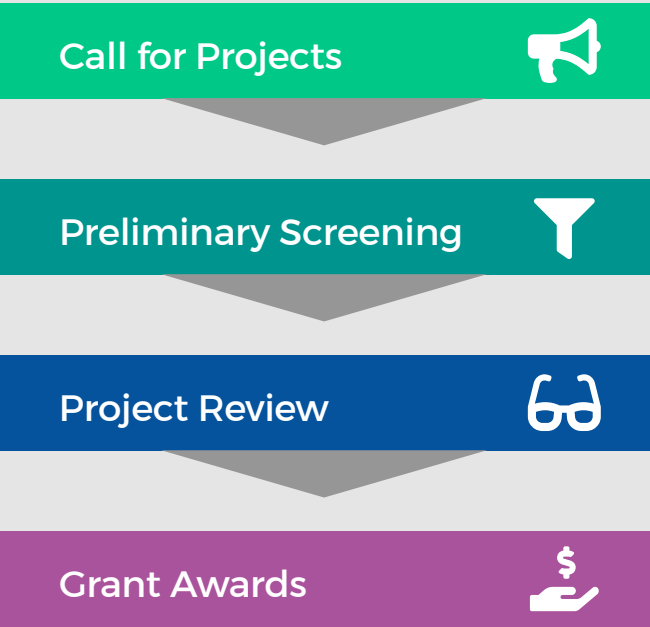 Call for Projects
Preliminary Screening
Project Review
$
Grant Awards